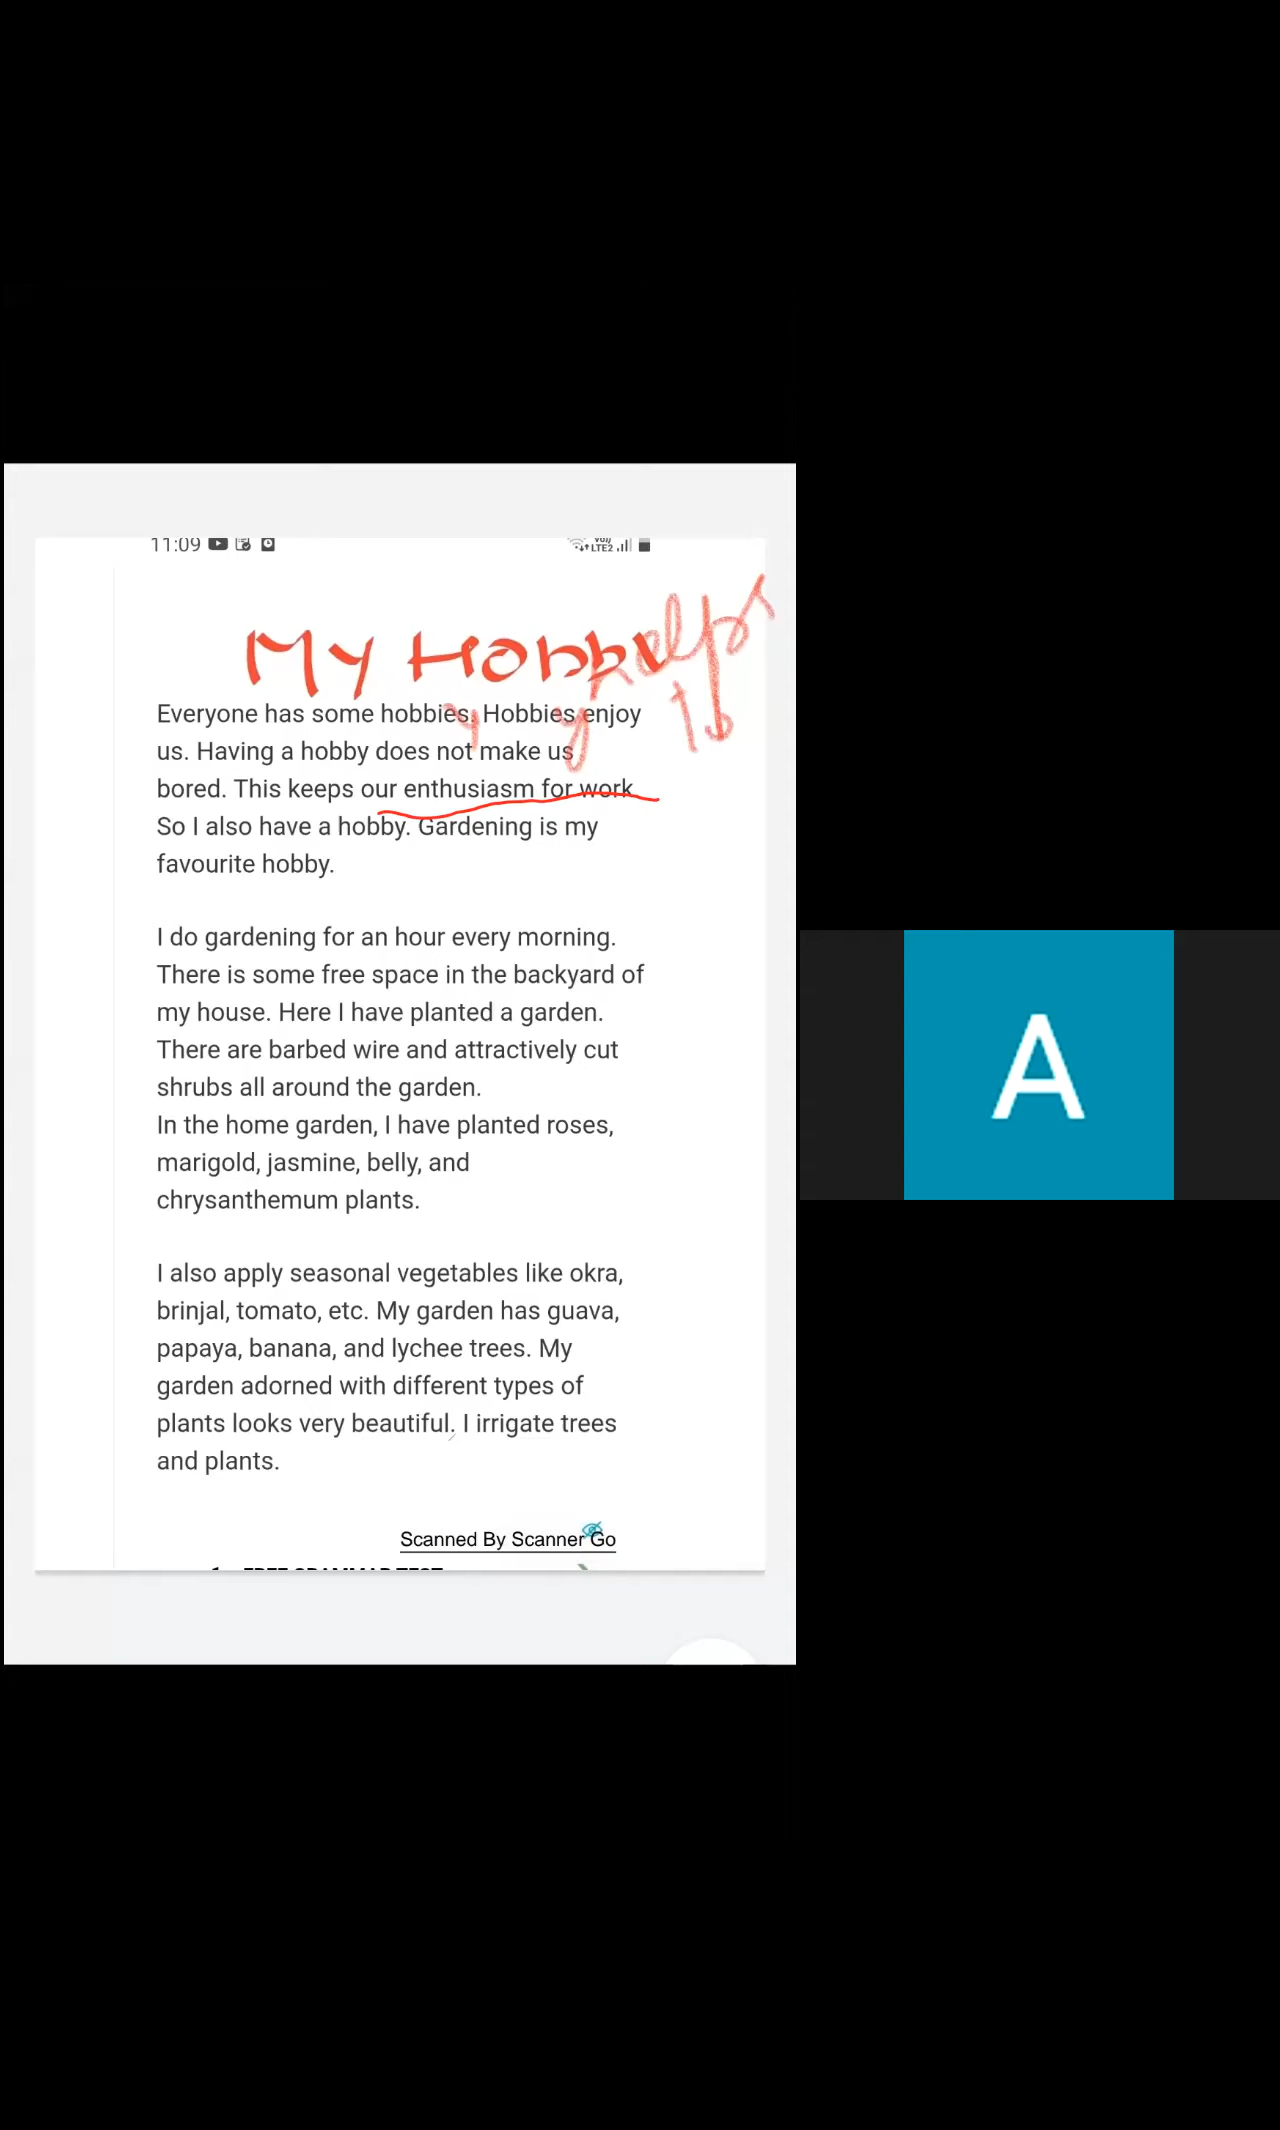 11:09
LTE2
My Hobby
helps
to
Everyone has some hobbies. Hobbies enjoy
y y
us. Having a hobby does not make us
bored. This keeps our enthusiasm for work
So I also have a hobby. Gardening is my
favourite hobby.
I do gardening for an hour every morning.
There is some free space in the backyard of
my house. Here I have planted a garden.
There are barbed wire and attractively cut
shrubs all around the garden.
In the home garden, I have planted roses,
marigold, jasmine, belly, and
chrysanthemum plants.
I also apply seasonal vegetables like okra,
brinjal, tomato, etc. My garden has guava,
papaya, banana, and lychee trees. My
garden adorned with different types of
plants looks very beautiful. I irrigate trees
and plants.
Scanned By Scanner Go
FREE GRAMMAR TEST
A